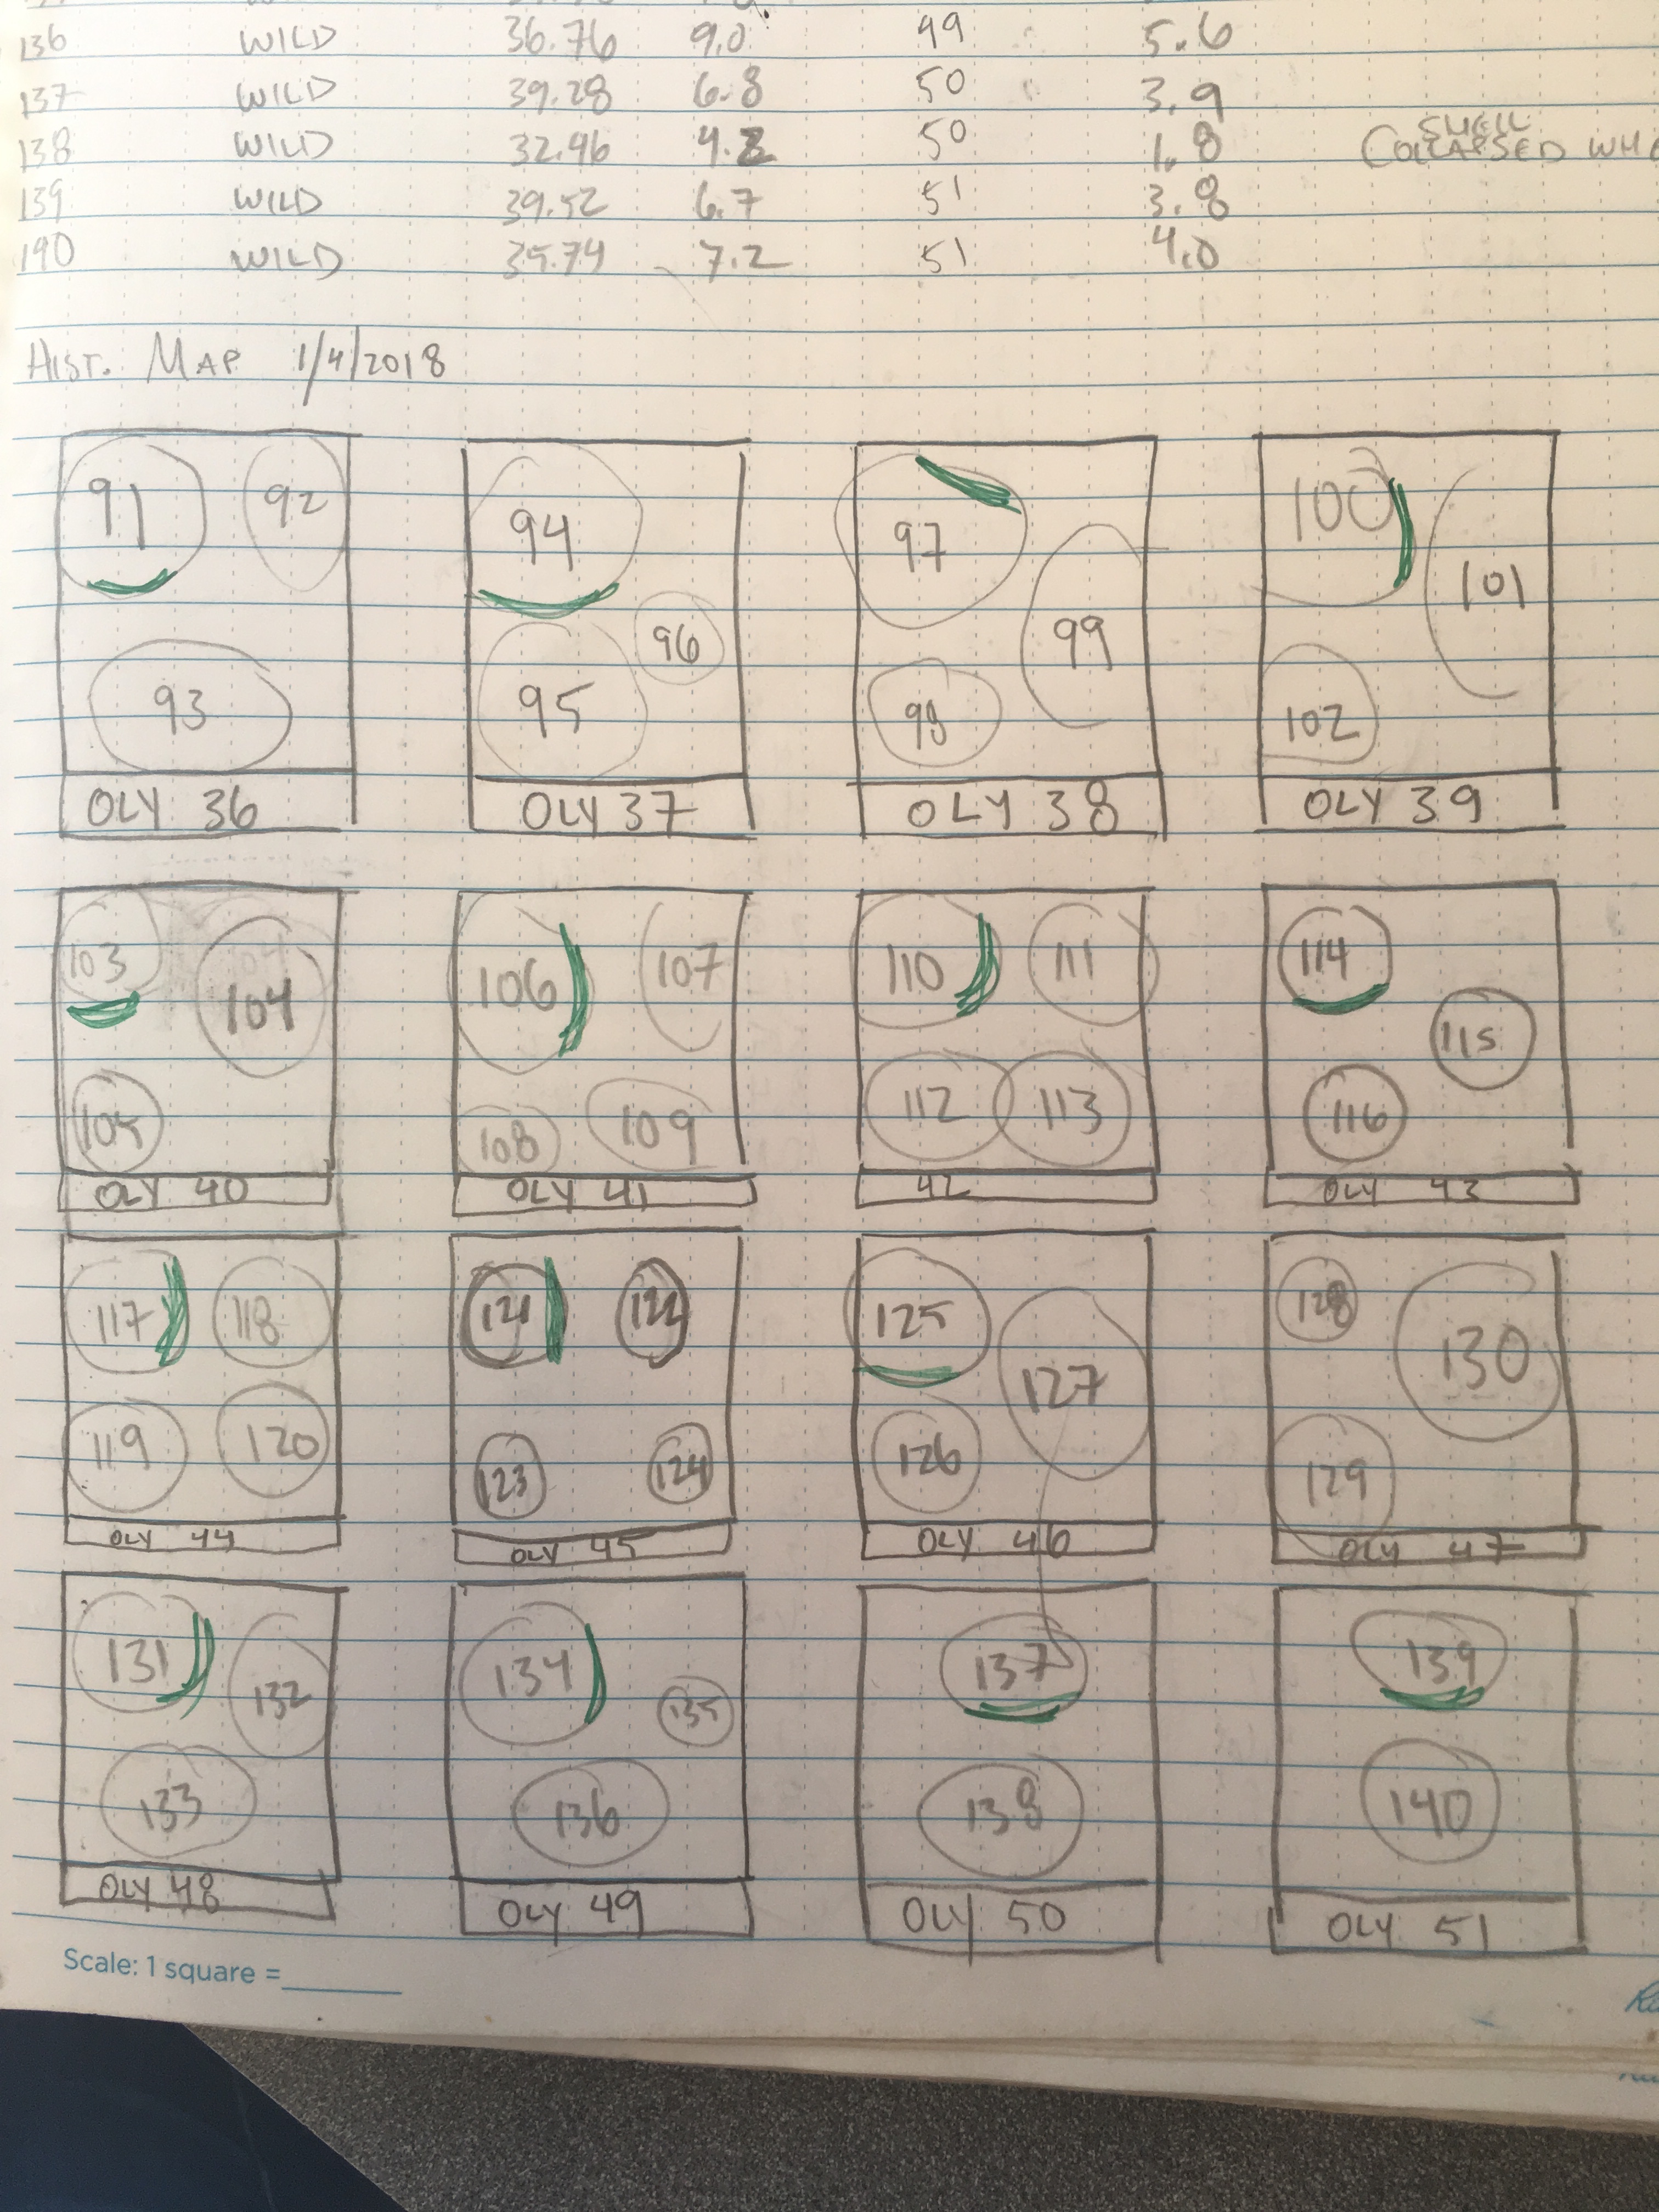 136 WILD 36.76 9.0 49 5.6
137 WILD 39.28 6.8 50 3.9
138 WILD 32.46 4.2 50 1.8 SHELL COLLAPSED
139 WILD 39.52 6.7 51 3.8
140 WILD 35.74 7.2 51 4.0
HIST. MAP 1/4/2018
91 92 94 97 100 101
93 95 96 98 99 102
OLY 36 OLY 37 OLY 38 OLY 39
103 104 106 107 110 111 114 115
105 108 109 112 113 116
OLY 40 OLY 41 42 OLY 43
117 118 121 122 125 127 128 130
119 120 123 124 126 129
OLY 44 OLY 45 OLY 46 OLY 47
131 132 134 135 137 139
133 136 138 140
OLY 48 OLY 49 OLY 50 OLY 51
Scale: 1 square =